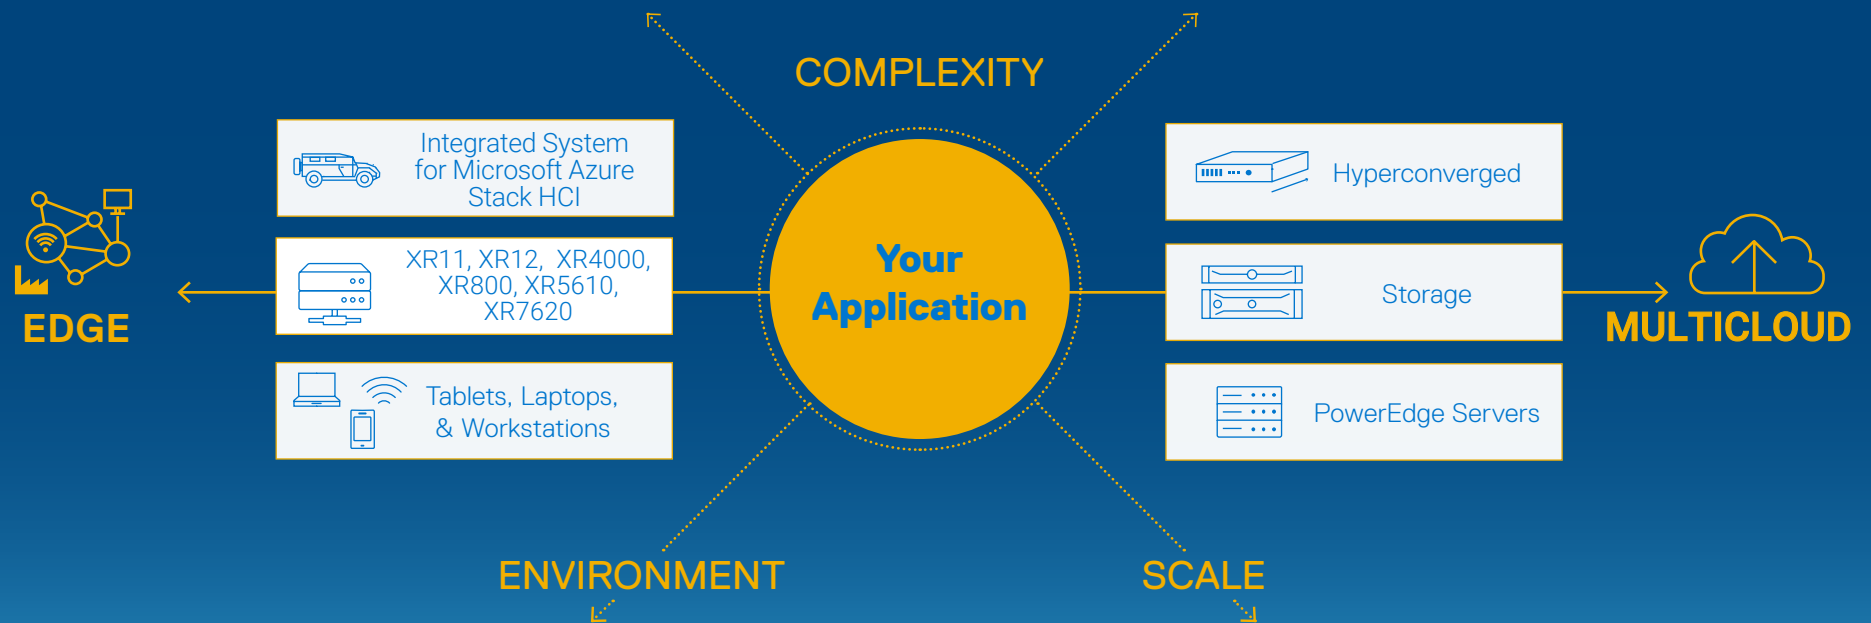 COMPLEXITY
Integrated System
for Microsoft Azure
Stack HCI
XR11, XR12, XR4000,
XR800, XR5610,
XR7620
Tablets, Laptops,
& Workstations
EDGE
Your
Application
Hyperconverged
Storage
PowerEdge Servers
MULTICLOUD
ENVIRONMENT
SCALE